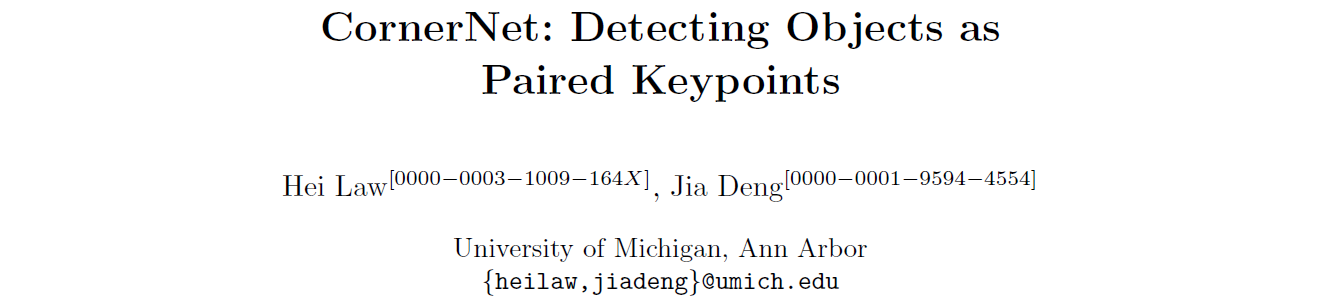 CornerNet: Detecting Objects as
Paired Keypoints
Hei Law[0000−0003−1009−164X], Jia Deng[0000−0001−9594−4554]
University of Michigan, Ann Arbor
{heilaw,jiadeng}@umich.edu